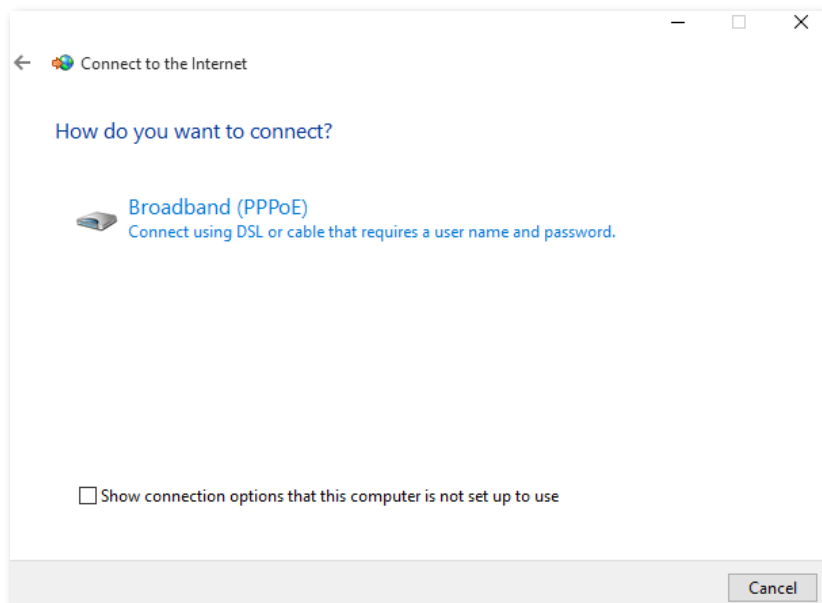 Connect to the Internet
How do you want to connect?
Broadband (PPPoE)
Connect using DSL or cable that requires a user name and password.
Show connection options that this computer is not set up to use
Cancel